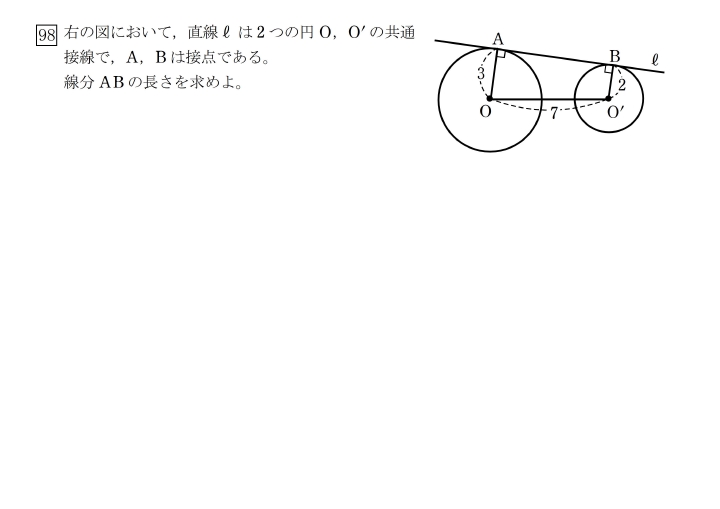 98 右の図において，直線 ℓ は 2 つの円 O，O′ の共通
接線で，A，B は接点である。
線分 AB の長さを求めよ。
A
B
ℓ
3
2
O
7
O′